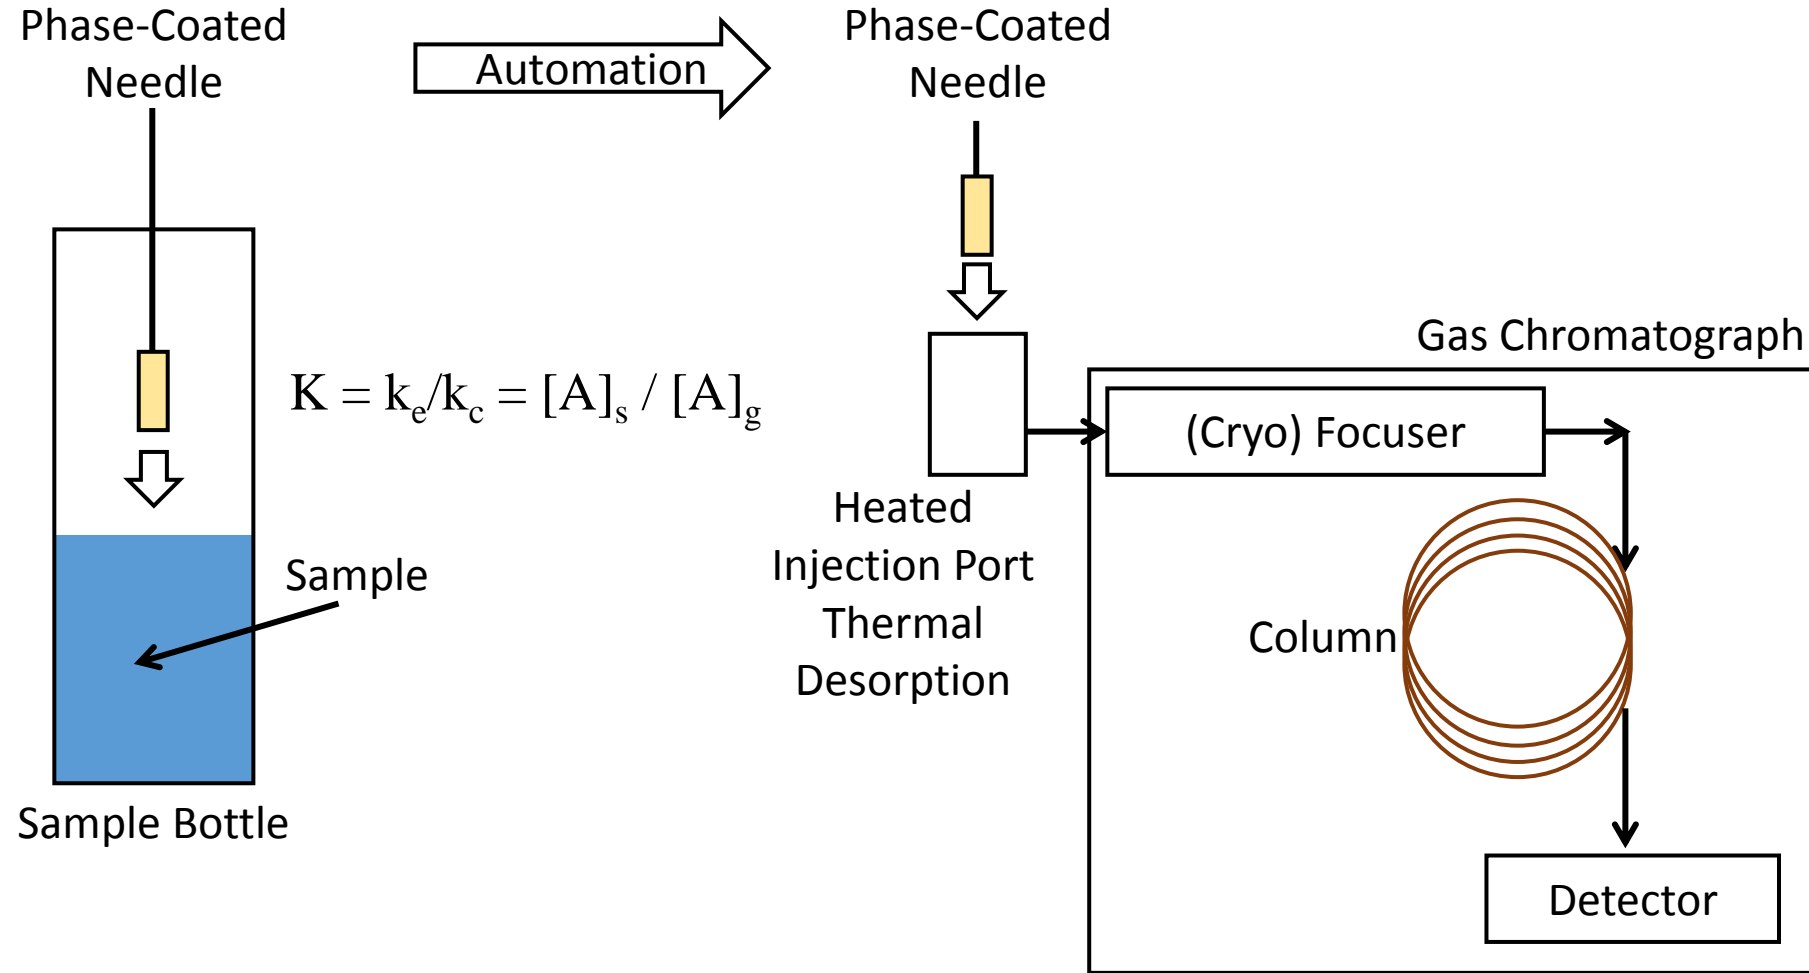 Phase-Coated
Needle
Automation
Phase-Coated
Needle
K = kₑ/k꜀ = [A]ₛ / [A]g
Sample
Sample Bottle
Heated
Injection Port
Thermal
Desorption
Gas Chromatograph
(Cryo) Focuser
Column
Detector